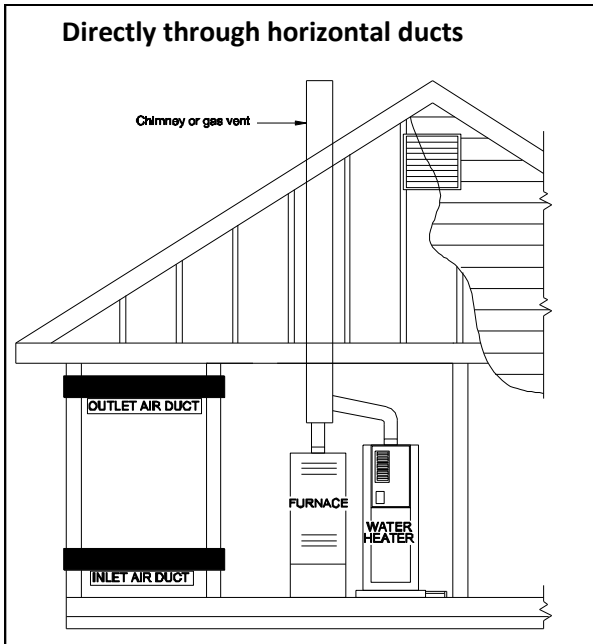 Directly through horizontal ducts
Chimney or gas vent
OUTLET AIR DUCT
FURNACE
WATER
HEATER
INLET AIR DUCT